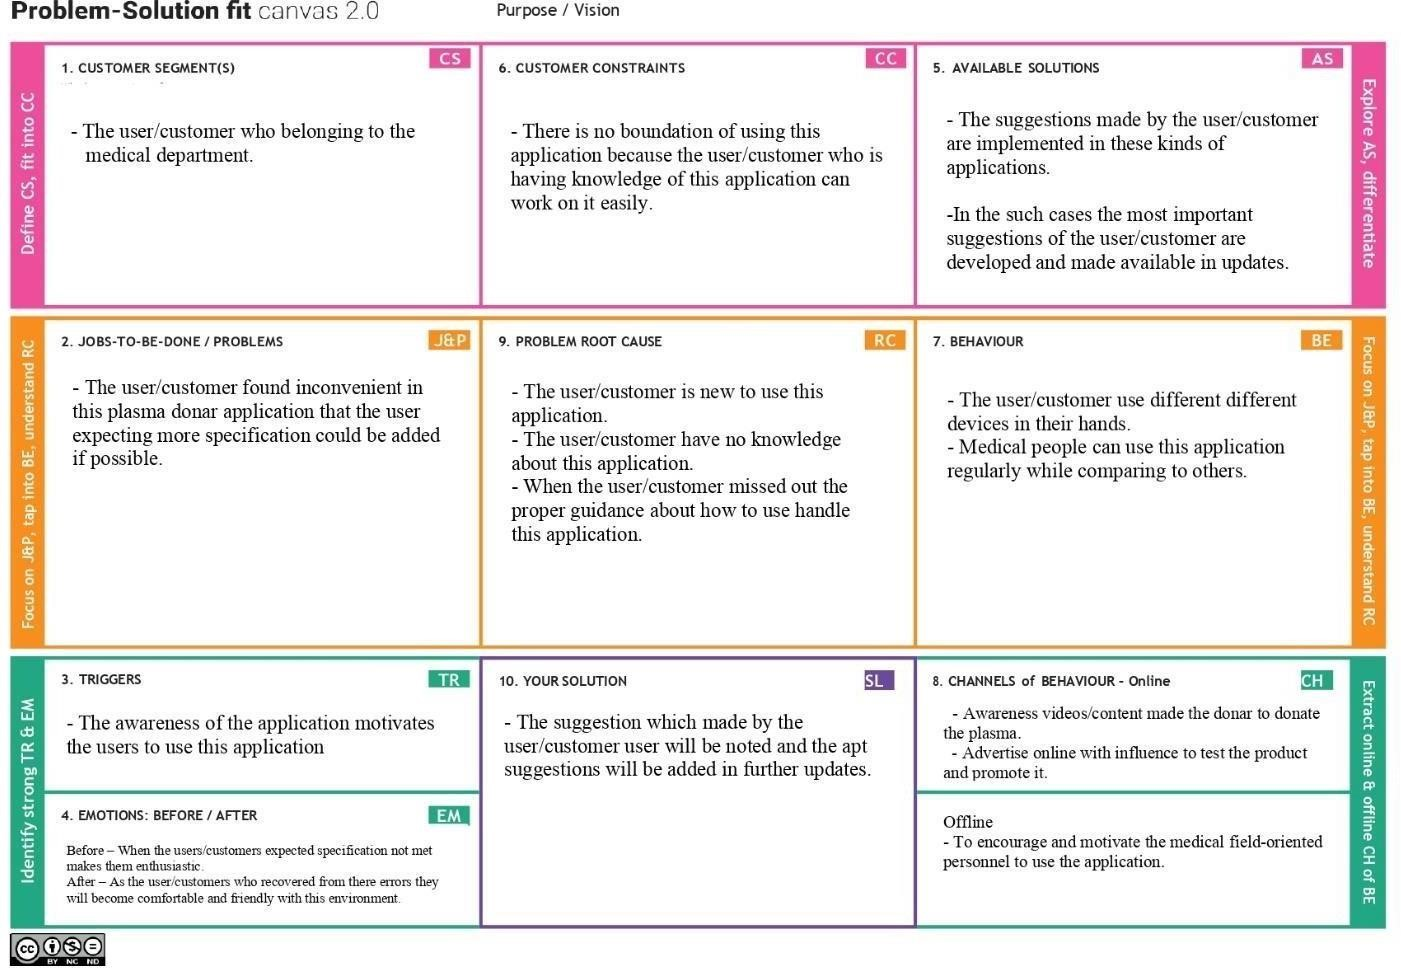 Problem-Solution fit canvas 2.0
Purpose / Vision
Define CS, fit into CC
1. CUSTOMER SEGMENT(S)
CS
- The user/customer who belonging to the
medical department.
6. CUSTOMER CONSTRAINTS
CC
- There is no boundation of using this
application because the user/customer who is
having knowledge of this application can
work on it easily.
5. AVAILABLE SOLUTIONS
AS
- The suggestions made by the user/customer
are implemented in these kinds of
applications.
-In the such cases the most important
suggestions of the user/customer are
developed and made available in updates.
Explore AS, differentiate
Focus on J&P, tap into BE, understand RC
2. JOBS-TO-BE-DONE / PROBLEMS
J&P
- The user/customer found inconvenient in
this plasma donar application that the user
expecting more specification could be added
if possible.
9. PROBLEM ROOT CAUSE
RC
- The user/customer is new to use this
application.
- The user/customer have no knowledge
about this application.
- When the user/customer missed out the
proper guidance about how to use handle
this application.
7. BEHAVIOUR
BE
- The user/customer use different different
devices in their hands.
- Medical people can use this application
regularly while comparing to others.
Focus on J&P, tap into BE, understand RC
Identify strong TR & EM
3. TRIGGERS
TR
- The awareness of the application motivates
the users to use this application
4. EMOTIONS: BEFORE / AFTER
EM
Before – When the users/customers expected specification not met
makes them enthusiastic.
After – As the user/customers who recovered from there errors they
will become comfortable and friendly with this environment.
10. YOUR SOLUTION
SL
- The suggestion which made by the
user/customer user will be noted and the apt
suggestions will be added in further updates.
8. CHANNELS of BEHAVIOUR - Online
CH
- Awareness videos/content made the donar to donate
the plasma.
- Advertise online with influence to test the product
and promote it.
Offline
- To encourage and motivate the medical field-oriented
personnel to use the application.
Extract online & offline CH of BE
cc
BY NC ND